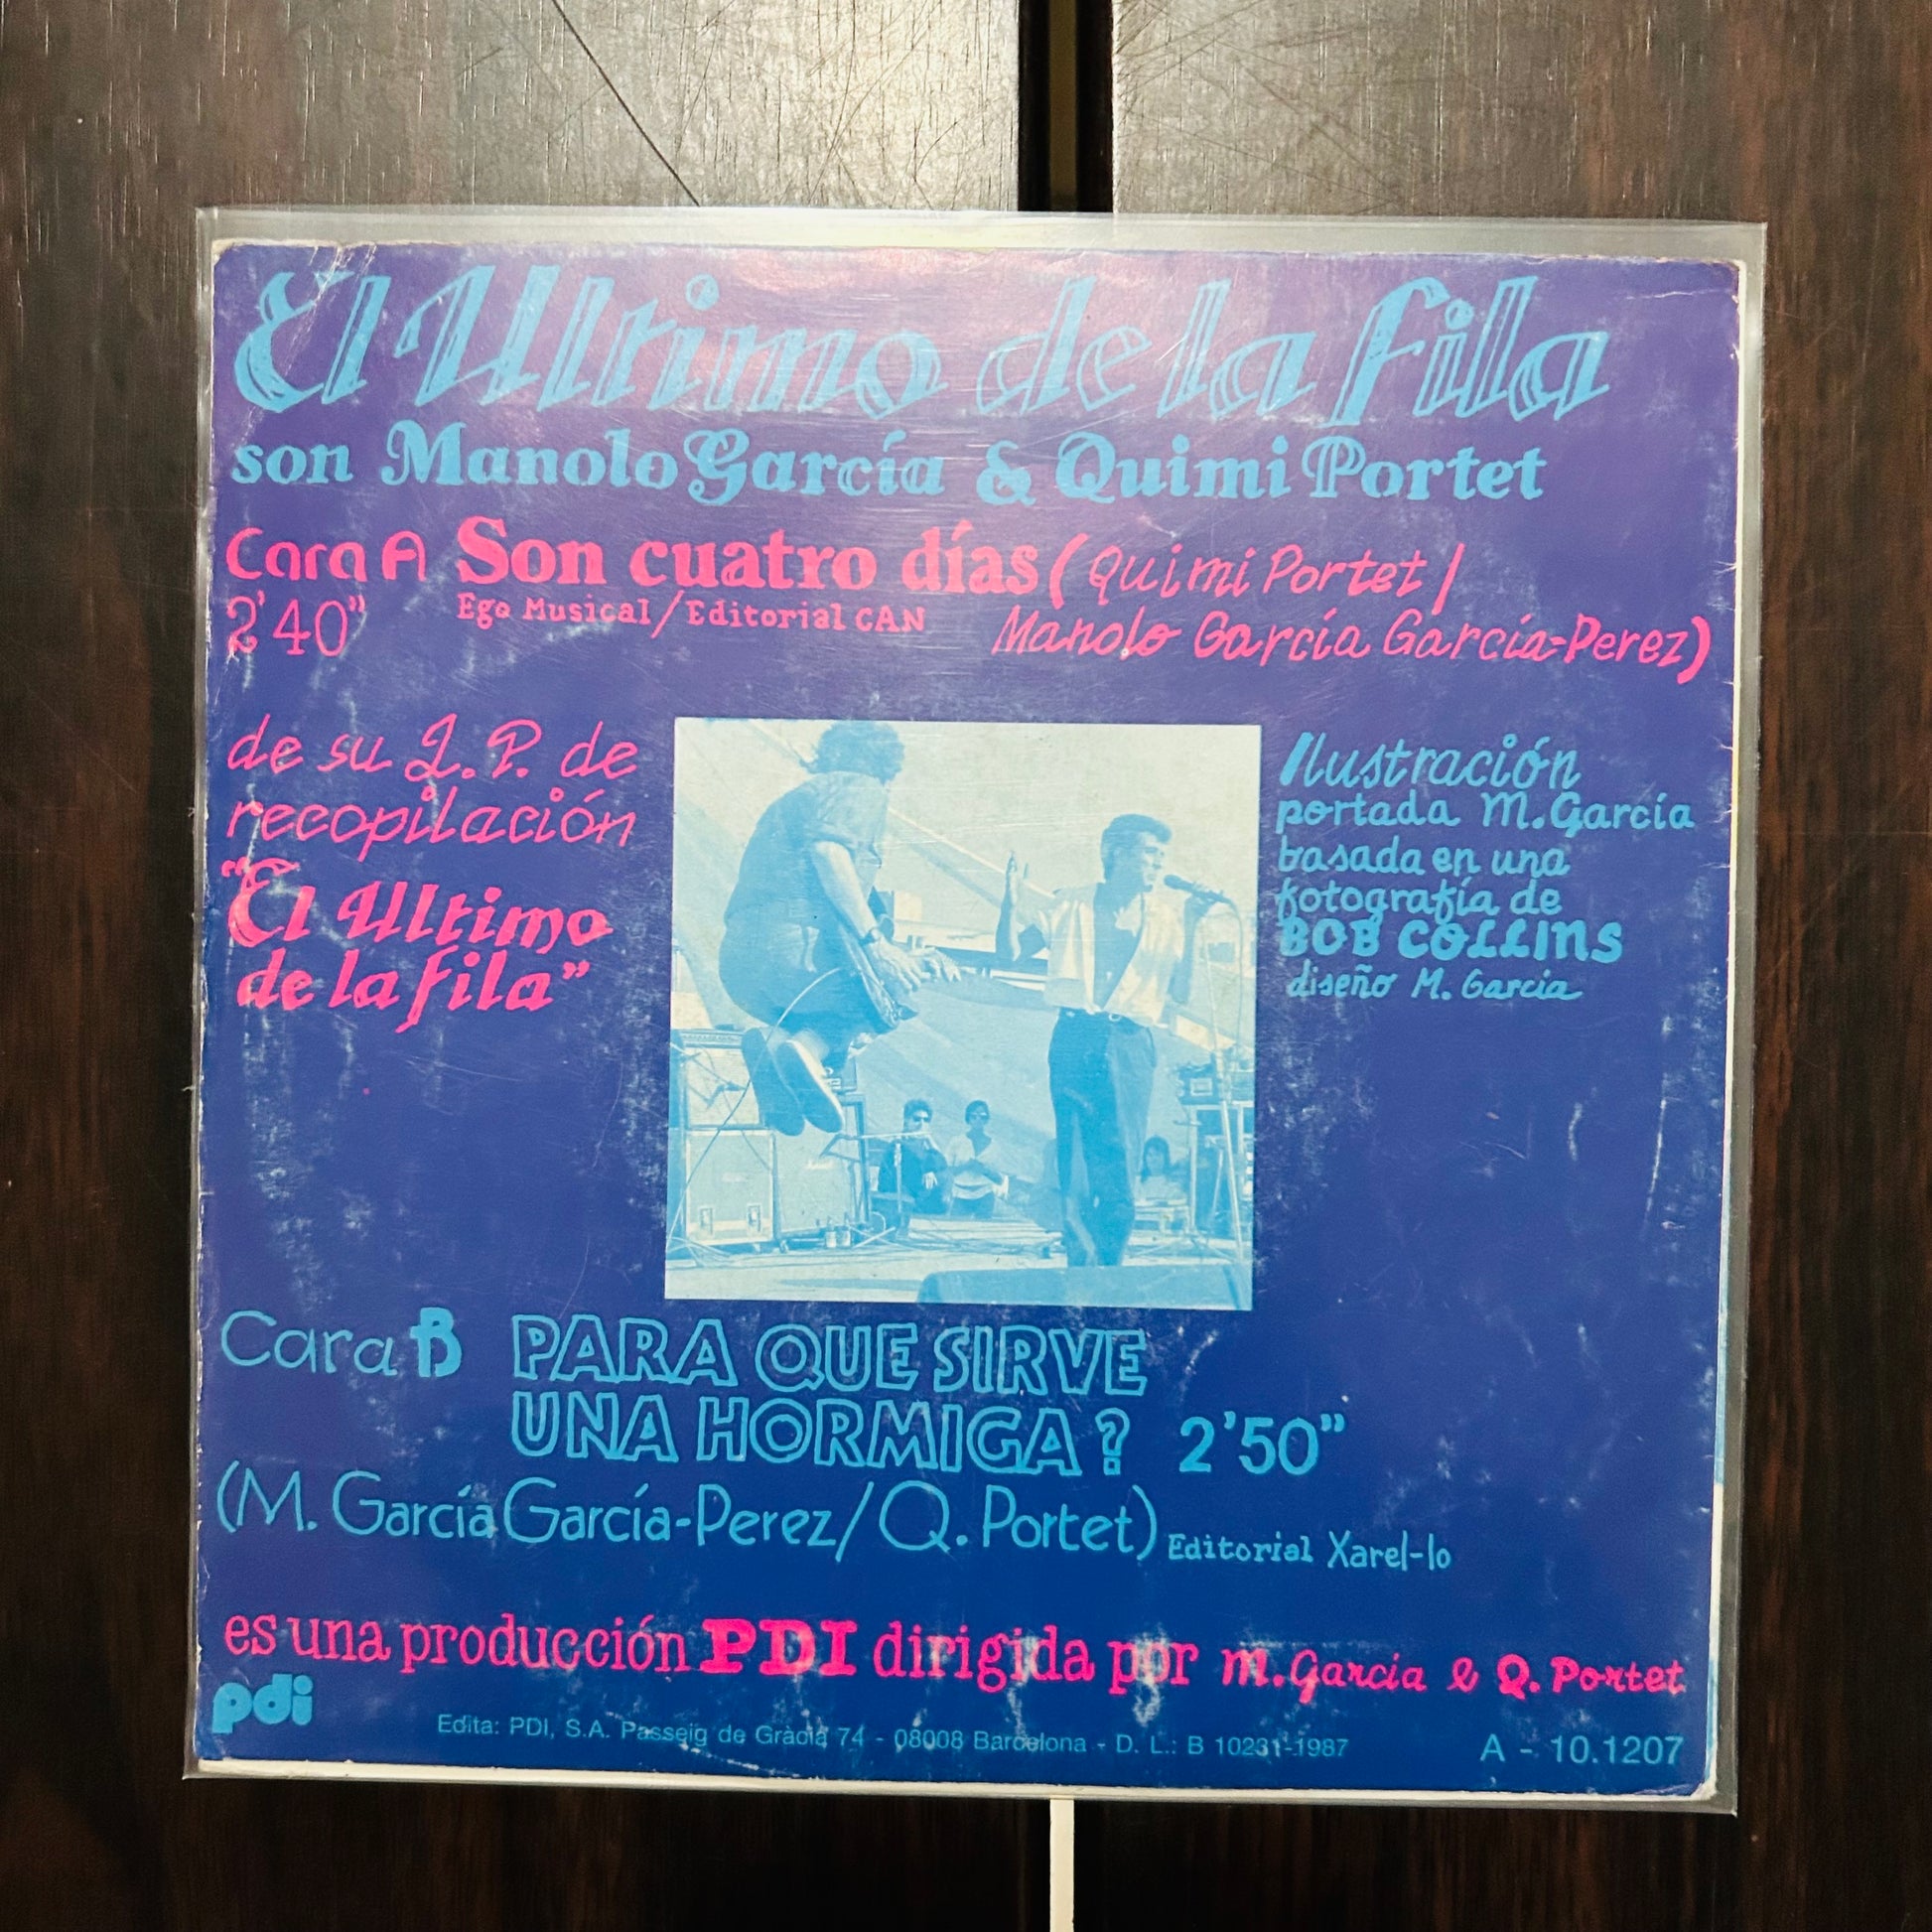 El Ultimo de la fila
son Manolo García & Quimi Portet
Cara A Son cuatro días (Quimi Portet/
2'40" Ego Musical/Editorial CAN Manolo García García-Perez)
de su L.P. de
recopilación
"El Ultimo
de la fila"
Ilustración
portada M. García
basada en una
fotografía de
BOB COLLINS
diseño M. Garcia
Cara B PARA QUE SIRVE
UNA HORMIGA? 2'50"
(M. García García-Perez/Q. Portet) Editorial Xarel-lo
es una producción PDI dirigida por M. Garcia & Q. Portet
pdi
Edita: PDI, S.A. Passeig de Gràcia 74 - 08008 Barcelona - D. L.: B 10231-1987 A - 10.1207